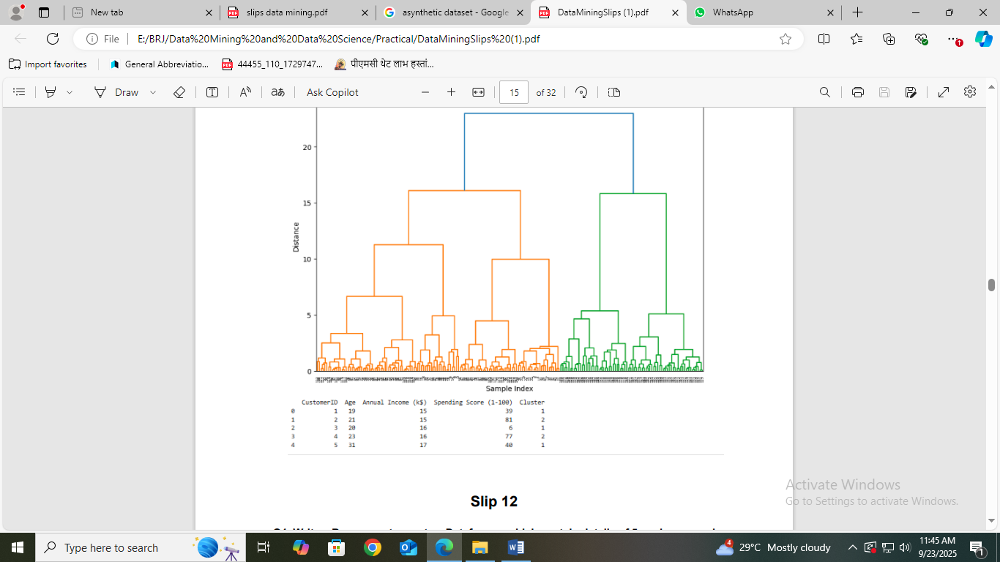 New tab
slips data mining.pdf
asynthetic dataset - Google
DataMiningSlips (1).pdf
WhatsApp
File
E:/BRJ/Data%20Mining%20and%20Data%20Science/Practical/DataMiningSlips%20(1).pdf
Import favorites
General Abbreviatio...
44455_110_1729747...
पीएमसी थेट लाभ हस्तां...
Draw
aあ
Ask Copilot
15
of 32
20
15
10
5
0
Distance
Sample Index
CustomerID Age Annual Income (k$) Spending Score (1-100) Cluster
0 1 19 15 39 1
1 2 21 15 81 2
2 3 20 16 6 1
3 4 23 16 77 2
4 5 31 17 40 1
Slip 12
Activate Windows
Go to Settings to activate Windows.
Type here to search
4
29°C Mostly cloudy
11:45 AM
9/23/2025
1